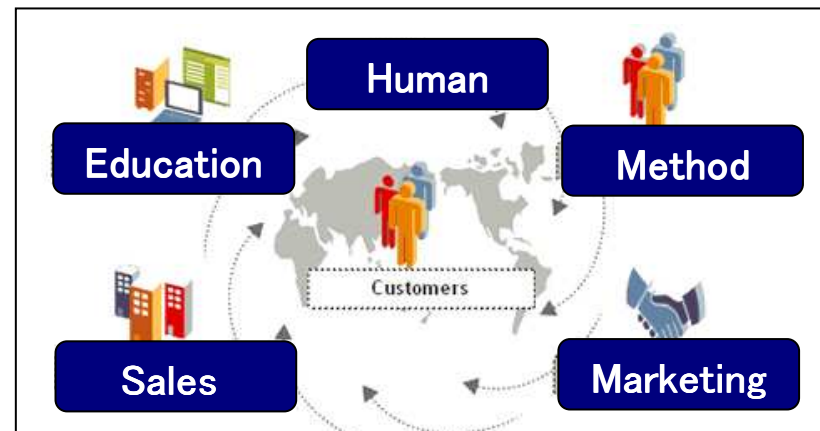 Human
Education
Method
Customers
Sales
Marketing